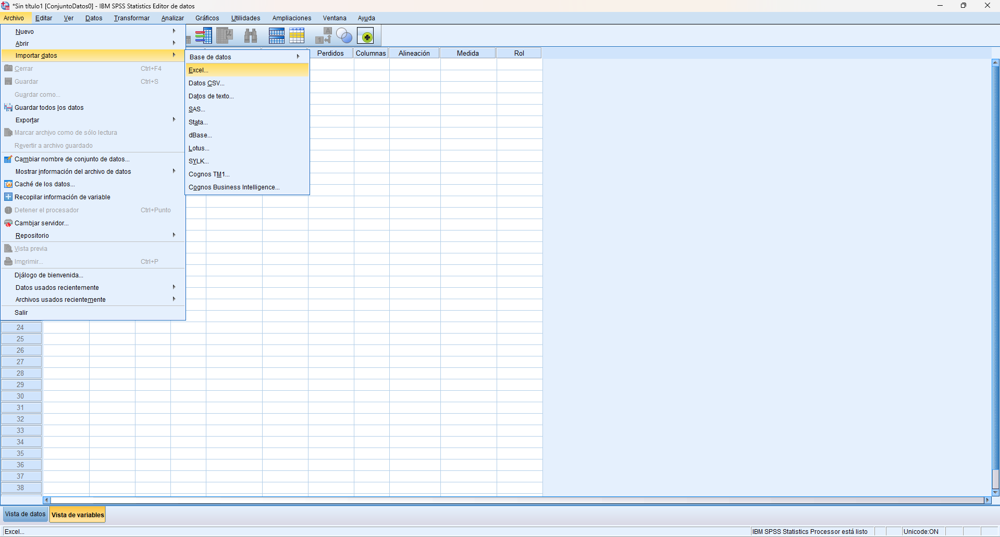 *Sin título1 [ConjuntoDatos0] - IBM SPSS Statistics Editor de datos
Archivo Editar Ver Datos Transformar Analizar Gráficos Utilidades Ampliaciones Ventana Ayuda
Nuevo
Abrir
Importar datos
Cerrar Ctrl+F4
Guardar Ctrl+S
Guardar como...
Guardar todos los datos
Exportar
Marcar archivo como de sólo lectura
Revertir a archivo guardado
Cambiar nombre de conjunto de datos...
Mostrar información del archivo de datos
Caché de los datos...
Recopilar información de variable
Detener el procesador Ctrl+Punto
Cambiar servidor...
Repositorio
Vista previa
Imprimir... Ctrl+P
Diálogo de bienvenida...
Datos usados recientemente
Archivos usados recientemente
Salir
Base de datos
Excel...
Datos CSV...
Datos de texto...
SAS...
Stata...
dBase...
Lotus...
SYLK...
Cognos TM1...
Cognos Business Intelligence...
Perdidos Columnas Alineación Medida Rol
24
25
26
27
28
29
30
31
32
33
34
35
36
37
38
Vista de datos Vista de variables
Excel... IBM SPSS Statistics Processor está listo Unicode:ON